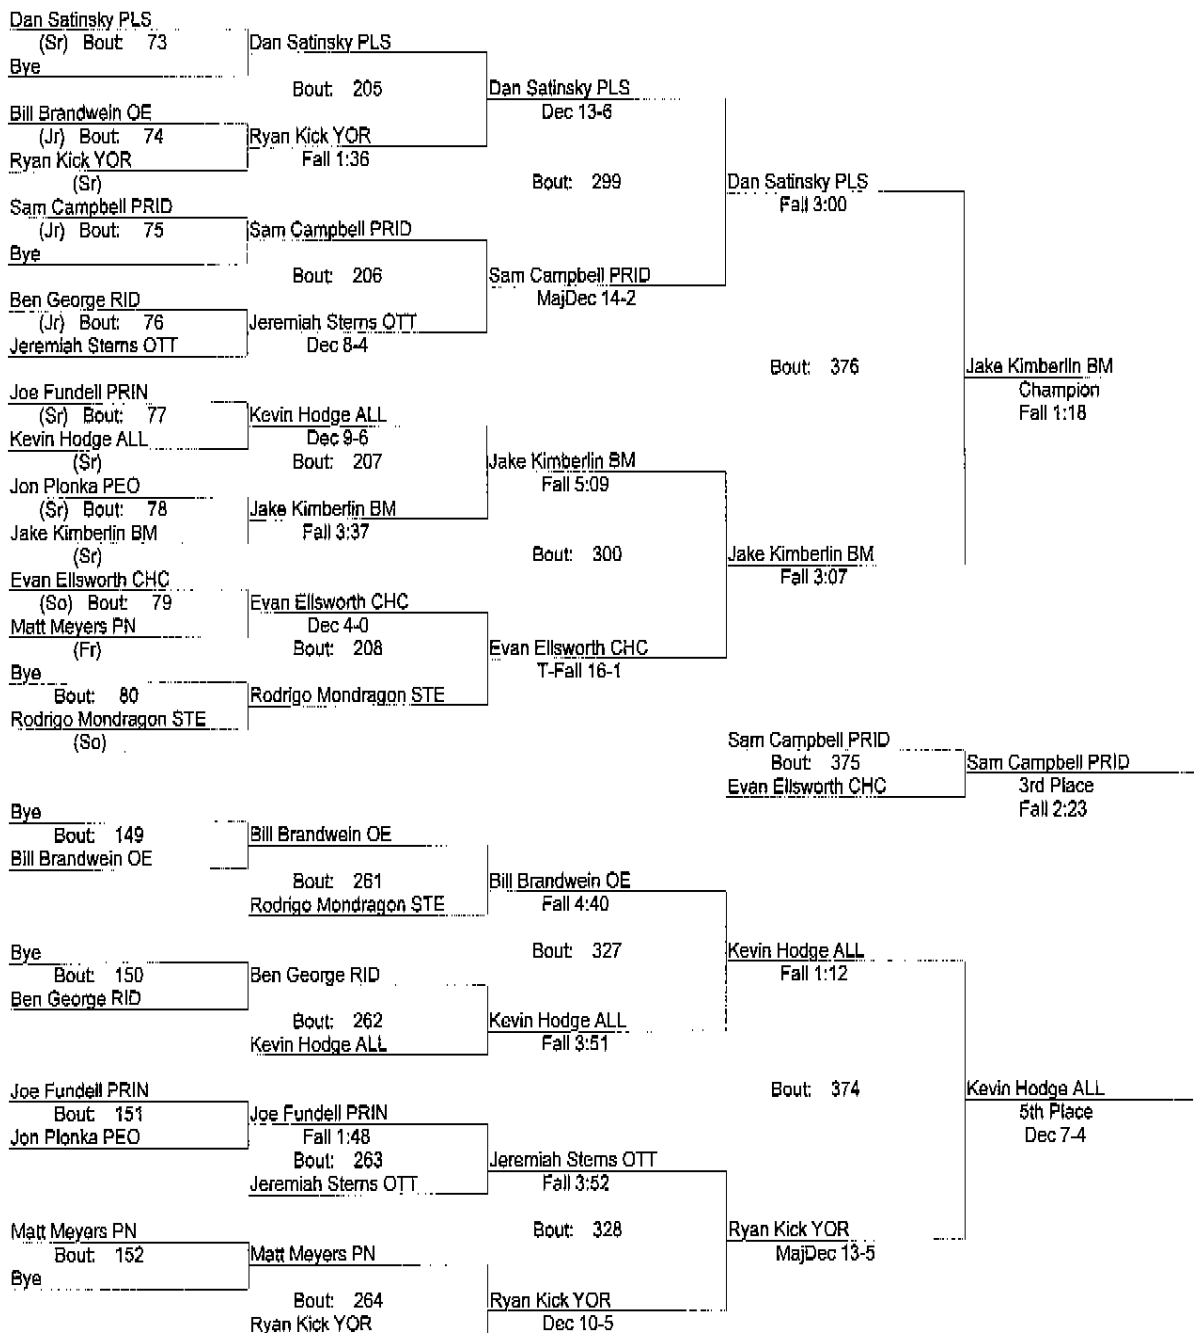 Dan Satinsky PLS
(Sr) Bout: 73
Bye
Dan Satinsky PLS
Bout: 205
Bill Brandwein OE
(Jr) Bout: 74
Ryan Kick YOR
(Sr)
Ryan Kick YOR
Fall 1:36
Dan Satinsky PLS
Dec 13-6
Bout: 299
Sam Campbell PRID
(Jr) Bout: 75
Bye
Sam Campbell PRID
Bout: 206
Ben George RID
(Jr) Bout: 76
Jeremiah Sterns OTT
Jeremiah Sterns OTT
Dec 8-4
Sam Campbell PRID
MajDec 14-2
Dan Satinsky PLS
Fall 3:00
Bout: 376
Jake Kimberlin BM
Champion
Fall 1:18
Joe Fundell PRIN
(Sr) Bout: 77
Kevin Hodge ALL
(Sr)
Kevin Hodge ALL
Dec 9-6
Bout: 207
Jon Plonka PEO
(Sr) Bout: 78
Jake Kimberlin BM
(Sr)
Jake Kimberlin BM
Fall 3:37
Jake Kimberlin BM
Fall 5:09
Bout: 300
Jake Kimberlin BM
Fall 3:07
Evan Ellsworth CHC
(So) Bout: 79
Matt Meyers PN
(Fr)
Evan Ellsworth CHC
Dec 4-0
Bout: 208
Bye
Bout: 80
Rodrigo Mondragon STE
(So)
Rodrigo Mondragon STE
Evan Ellsworth CHC
T-Fall 16-1
Sam Campbell PRID
Bout: 375
Evan Ellsworth CHC
Sam Campbell PRID
3rd Place
Fall 2:23
Bye
Bout: 149
Bill Brandwein OE
Bill Brandwein OE
Bout: 261
Rodrigo Mondragon STE
Bill Brandwein OE
Fall 4:40
Bout: 327
Bye
Bout: 150
Ben George RID
Ben George RID
Bout: 262
Kevin Hodge ALL
Kevin Hodge ALL
Fall 3:51
Kevin Hodge ALL
Fall 1:12
Bout: 374
Kevin Hodge ALL
5th Place
Dec 7-4
Joe Fundell PRIN
Bout: 151
Jon Plonka PEO
Joe Fundell PRIN
Fall 1:48
Bout: 263
Jeremiah Sterns OTT
Jeremiah Sterns OTT
Fall 3:52
Bout: 328
Ryan Kick YOR
MajDec 13-5
Matt Meyers PN
Bout: 152
Bye
Matt Meyers PN
Bout: 264
Ryan Kick YOR
Ryan Kick YOR
Dec 10-5